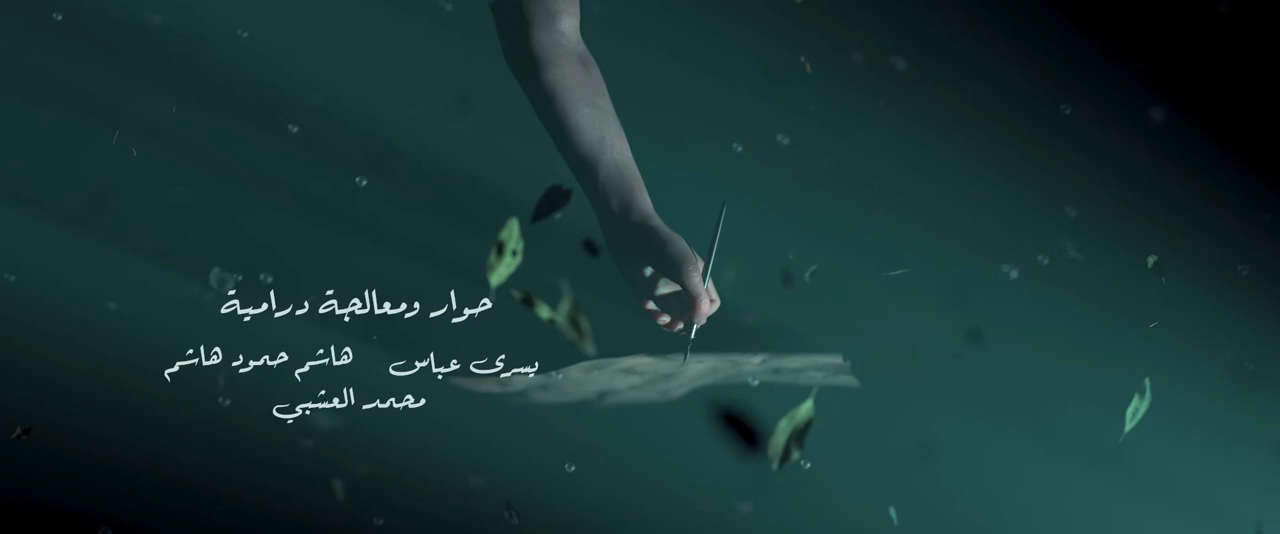 حوار ومعالجة درامية
يسرى عباس هاشم حمود هاشم
محمد العشبي